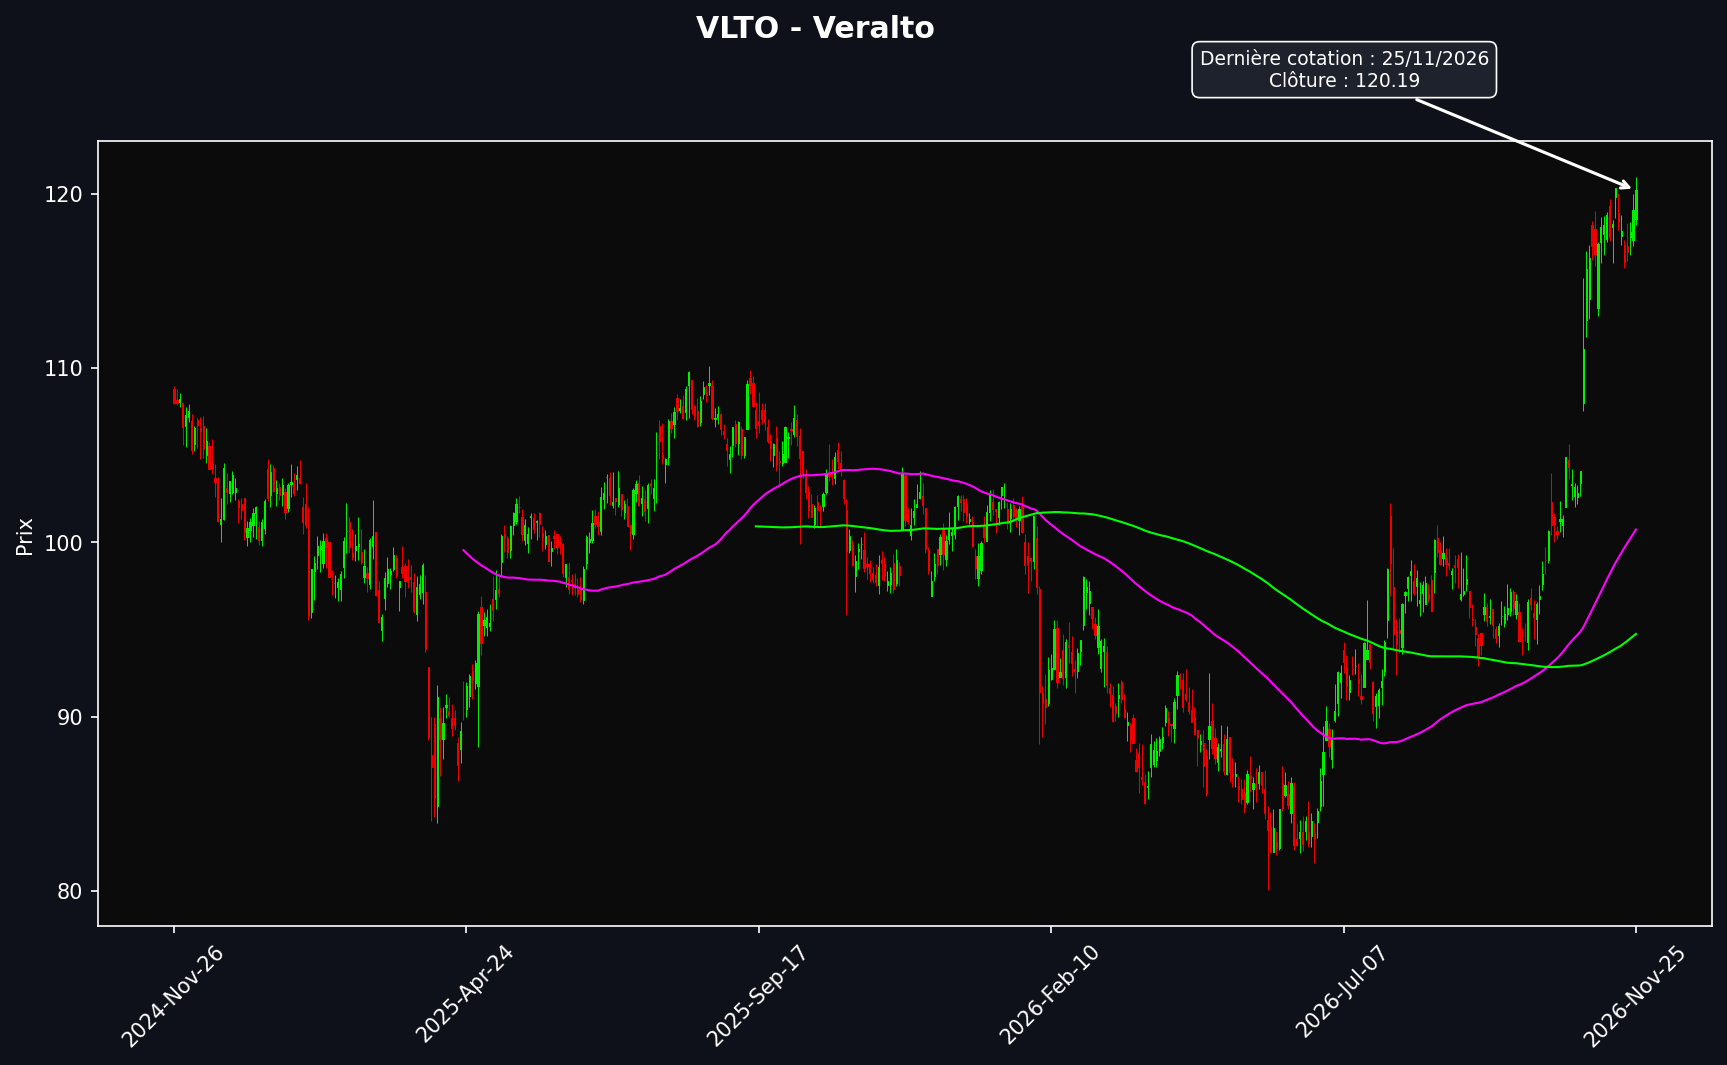 VLTO - Veralto
Dernière cotation : 25/11/2026
Clôture : 120.19
120
110
100
90
80
Prix
2024-Nov-26
2025-Apr-24
2025-Sep-17
2026-Feb-10
2026-Jul-07
2026-Nov-25